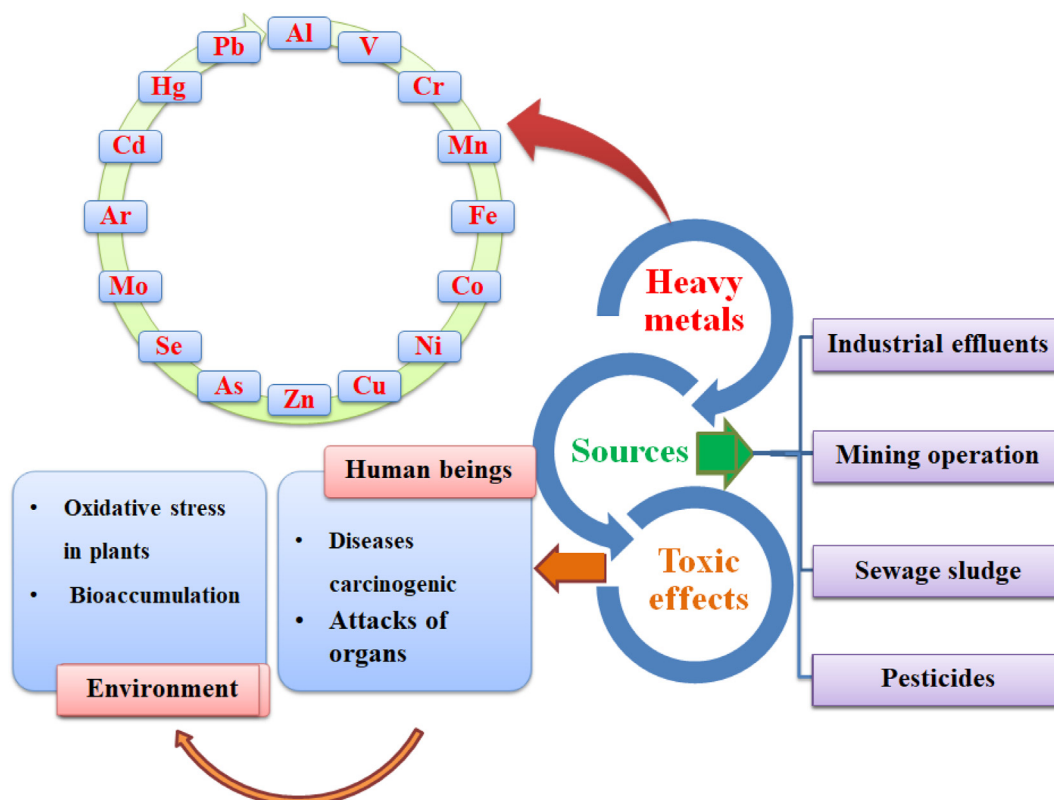 Al
V
Cr
Mn
Fe
Co
Ni
Cu
Zn
As
Se
Mo
Ar
Cd
Hg
Pb
Heavy
metals
Sources
Toxic
effects
Industrial effluents
Mining operation
Sewage sludge
Pesticides
Human beings
• Diseases
carcinogenic
• Attacks of
organs
• Oxidative stress
in plants
• Bioaccumulation
Environment